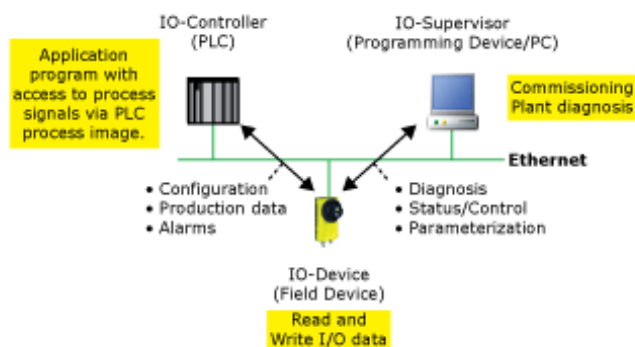 IO-Controller
(PLC)
IO-Supervisor
(Programming Device/PC)
Application
program with
access to process
signals via PLC
process image.
Commissioning
Plant diagnosis
Ethernet
• Configuration
• Production data
• Alarms
• Diagnosis
• Status/Control
• Parameterization
IO-Device
(Field Device)
Read and
Write I/O data